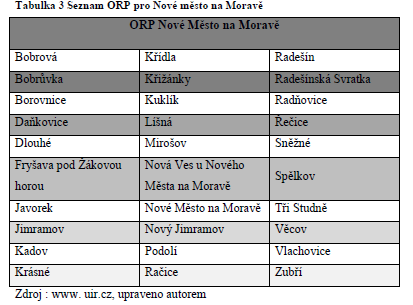 Tabulka 3 Seznam ORP pro Nové město na Moravě
ORP Nové Město na Moravě
Bobrová Křídla Radešín
Bobrůvka Křižánky Radešínská Svratka
Borovnice Kuklík Radňovice
Daňkovice Líšná Řečice
Dlouhé Mirošov Sněžné
Fryšava pod Žákovou horou Nová Ves u Nového Města na Moravě Spělkov
Javorek Nové Město na Moravě Tři Studně
Jimramov Nový Jimramov Věcov
Kadov Podolí Vlachovice
Krásné Račice Zubří
Zdroj : www. uir.cz, upraveno autorem